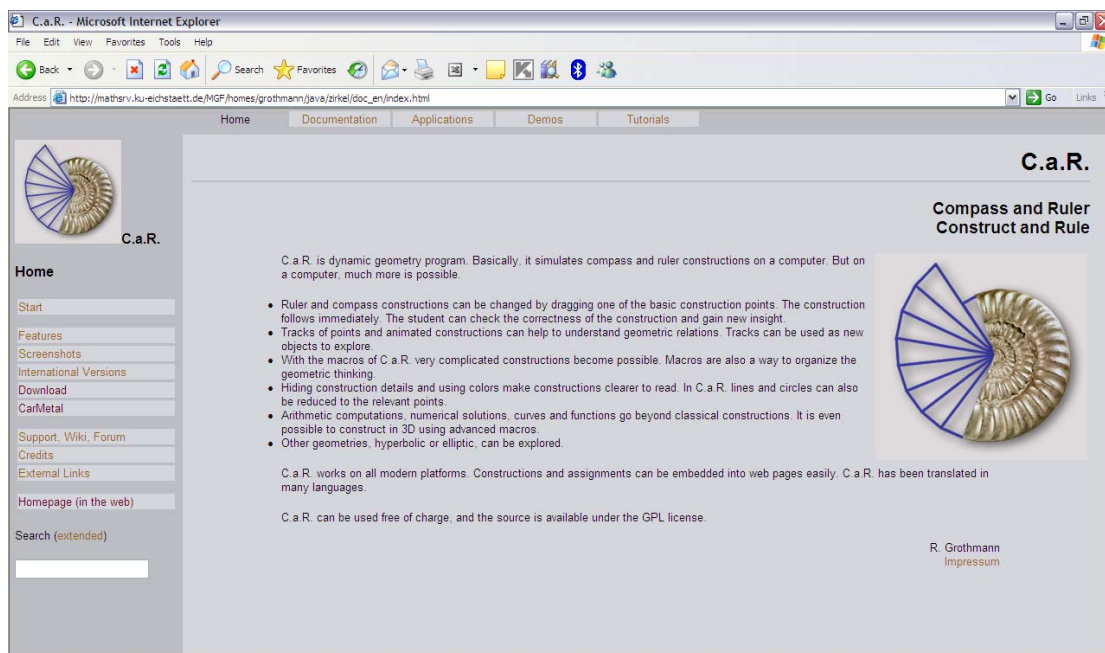 C.a.R. - Microsoft Internet Explorer
File Edit View Favorites Tools Help
Back Search Favorites
Address http://mathsrv.ku-eichstaett.de/MGF/homes/grothmann/java/zirkel/doc_en/index.html Go Links
Home Documentation Applications Demos Tutorials
C.a.R.
Home
Start
Features
Screenshots
International Versions
Download
CarMetal
Support, Wiki, Forum
Credits
External Links
Homepage (in the web)
Search (extended)
C.a.R.
Compass and Ruler
Construct and Rule
C.a.R. is dynamic geometry program. Basically, it simulates compass and ruler constructions on a computer. But on
a computer, much more is possible.
• Ruler and compass constructions can be changed by dragging one of the basic construction points. The construction
follows immediately. The student can check the correctness of the construction and gain new insight.
• Tracks of points and animated constructions can help to understand geometric relations. Tracks can be used as new
objects to explore.
• With the macros of C.a.R. very complicated constructions become possible. Macros are also a way to organize the
geometric thinking.
• Hiding construction details and using colors make constructions clearer to read. In C.a.R. lines and circles can also
be reduced to the relevant points.
• Arithmetic computations, numerical solutions, curves and functions go beyond classical constructions. It is even
possible to construct in 3D using advanced macros.
• Other geometries, hyperbolic or elliptic, can be explored.
C.a.R. works on all modern platforms. Constructions and assignments can be embedded into web pages easily. C.a.R. has been translated in
many languages.
C.a.R. can be used free of charge, and the source is available under the GPL license.
R. Grothmann
Impressum